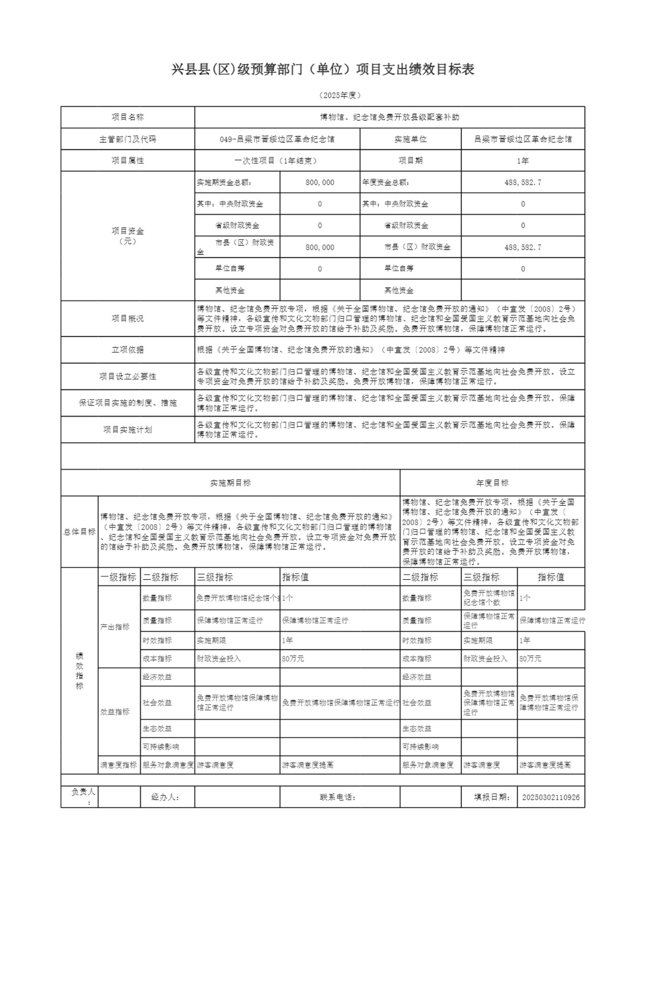 兴县县(区)级预算部门（单位）项目支出绩效目标表
（2025年度）
项目名称 博物馆、纪念馆免费开放县级配套补助
主管部门及代码 049-吕梁市晋绥边区革命纪念馆 实施单位 吕梁市晋绥边区革命纪念馆
项目属性 一次性项目（1年结束） 项目期 1年
项目资金
（元）
实施期资金总额： 800,000 年度资金总额： 488,582.7
其中：中央财政资金 0 其中：中央财政资金 0
省级财政资金 0 省级财政资金 0
市县（区）财政资
金 800,000 市县（区）财政资金 488,582.7
单位自筹 0 单位自筹 0
其他资金 其他资金
项目概况
博物馆、纪念馆免费开放专项，根据《关于全国博物馆、纪念馆免费开放的通知》（中宣发〔2008〕2号）
等文件精神，各级宣传和文化文物部门归口管理的博物馆、纪念馆和全国爱国主义教育示范基地向社会免
费开放。设立专项资金对免费开放的馆给予补助及奖励。免费开放博物馆，保障博物馆正常运行。
立项依据 根据《关于全国博物馆、纪念馆免费开放的通知》（中宣发〔2008〕2号）等文件精神
项目设立必要性
各级宣传和文化文物部门归口管理的博物馆、纪念馆和全国爱国主义教育示范基地向社会免费开放。设立
专项资金对免费开放的馆给予补助及奖励。免费开放博物馆，保障博物馆正常运行。
保证项目实施的制度、措施
各级宣传和文化文物部门归口管理的博物馆、纪念馆和全国爱国主义教育示范基地向社会免费开放。保障
博物馆正常运行。
项目实施计划
各级宣传和文化文物部门归口管理的博物馆、纪念馆和全国爱国主义教育示范基地向社会免费开放。保障
博物馆正常运行。
实施期目标 年度目标
总体目标
博物馆、纪念馆免费开放专项，根据《关于全国博物馆、纪念馆免费开放的通知》
（中宣发〔2008〕2号）等文件精神，各级宣传和文化文物部门归口管理的博物馆
、纪念馆和全国爱国主义教育示范基地向社会免费开放。设立专项资金对免费开放
的馆给予补助及奖励。免费开放博物馆，保障博物馆正常运行。
博物馆、纪念馆免费开放专项，根据《关于全国
博物馆、纪念馆免费开放的通知》（中宣发〔
2008〕2号）等文件精神，各级宣传和文化文物部
门归口管理的博物馆、纪念馆和全国爱国主义教
育示范基地向社会免费开放。设立专项资金对免
费开放的馆给予补助及奖励。免费开放博物馆，
保障博物馆正常运行。
绩
效
指
标
一级指标 二级指标 三级指标 指标值 二级指标 三级指标 指标值
产出指标
数量指标 免费开放博物馆纪念馆个 1个 数量指标 免费开放博物馆
纪念馆个数 1个
质量指标 保障博物馆正常运行 保障博物馆正常运行 质量指标 保障博物馆正常
运行 保障博物馆正常运行
时效指标 实施期限 1年 时效指标 实施期限 1年
成本指标 财政资金投入 80万元 成本指标 财政资金投入 80万元
效益指标
经济效益 经济效益
社会效益 免费开放博物馆保障博物
馆正常运行 免费开放博物馆保障博物馆正常运行 社会效益 免费开放博物馆
保障博物馆正常
运行 免费开放博物馆保
障博物馆正常运行
生态效益 生态效益
可持续影响 可持续影响
满意度指标 服务对象满意度 游客满意度 游客满意度提高 服务对象满意度 游客满意度 游客满意度提高
负责人
： 经办人： 联系电话： 填报日期： 20250302110926